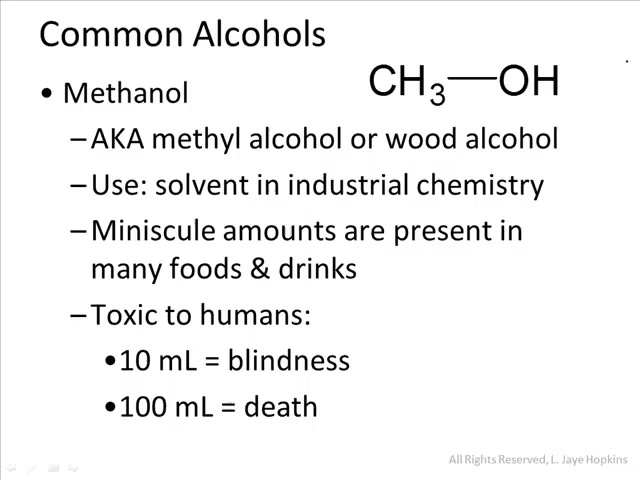 Common Alcohols
• Methanol
CH₃—OH
–AKA methyl alcohol or wood alcohol
–Use: solvent in industrial chemistry
–Miniscule amounts are present in
many foods & drinks
–Toxic to humans:
•10 mL = blindness
•100 mL = death
All Rights Reserved, L. Jaye Hopkins